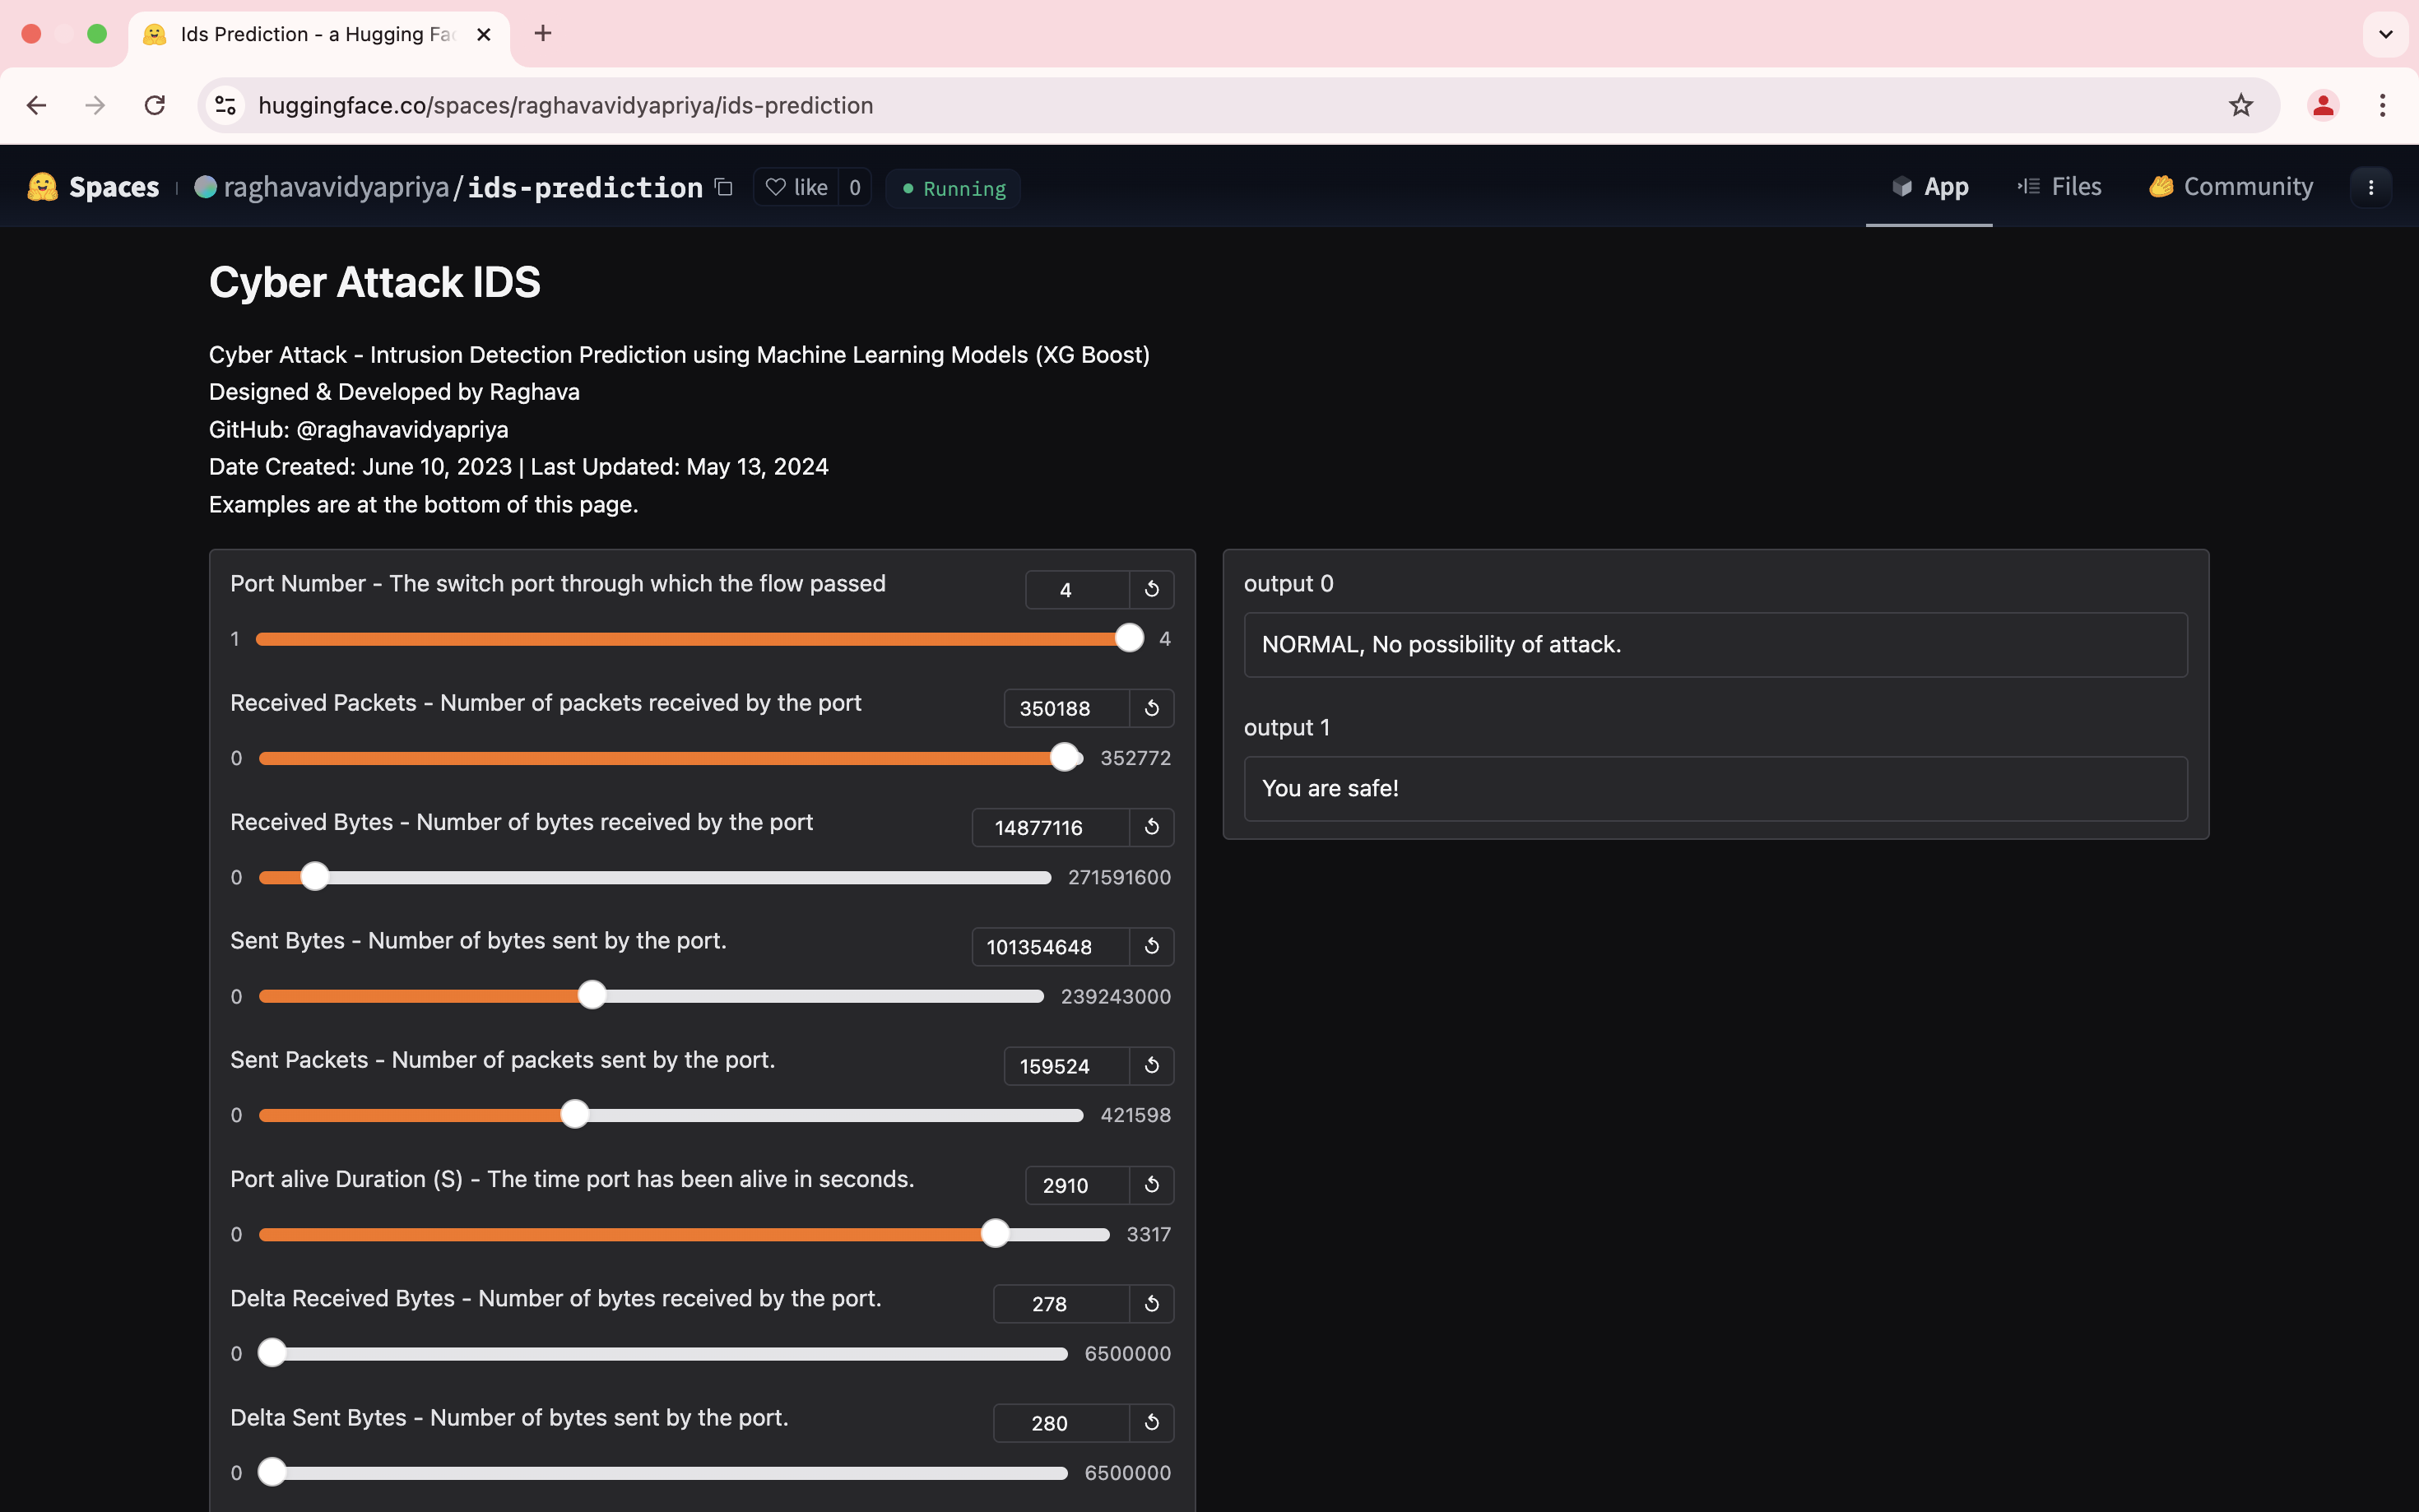 Ids Prediction - a Hugging Fac
huggingface.co/spaces/raghavavidyapriya/ids-prediction
Spaces raghavavidyapriya/ids-prediction like 0 Running App Files Community
Cyber Attack IDS
Cyber Attack - Intrusion Detection Prediction using Machine Learning Models (XG Boost)
Designed & Developed by Raghava
GitHub: @raghavavidyapriya
Date Created: June 10, 2023 | Last Updated: May 13, 2024
Examples are at the bottom of this page.
Port Number - The switch port through which the flow passed 4
1 4
Received Packets - Number of packets received by the port 350188
0 352772
Received Bytes - Number of bytes received by the port 14877116
0 271591600
Sent Bytes - Number of bytes sent by the port. 101354648
0 239243000
Sent Packets - Number of packets sent by the port. 159524
0 421598
Port alive Duration (S) - The time port has been alive in seconds. 2910
0 3317
Delta Received Bytes - Number of bytes received by the port. 278
0 6500000
Delta Sent Bytes - Number of bytes sent by the port. 280
0 6500000
output 0
NORMAL, No possibility of attack.
output 1
You are safe!